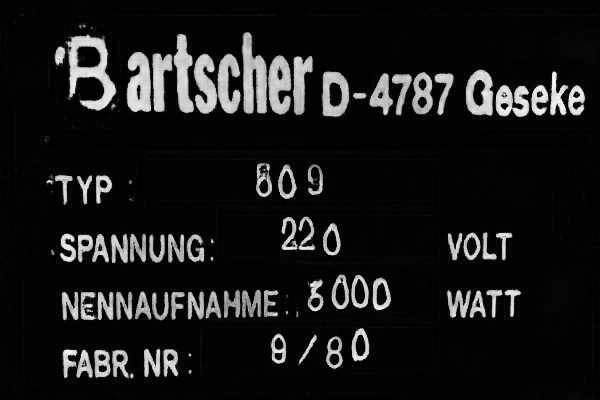 Bartscher D-4787 Geseke
TYP : 809
SPANNUNG: 220 VOLT
NENNAUFNAHME: 3000 WATT
FABR. NR : 9/80